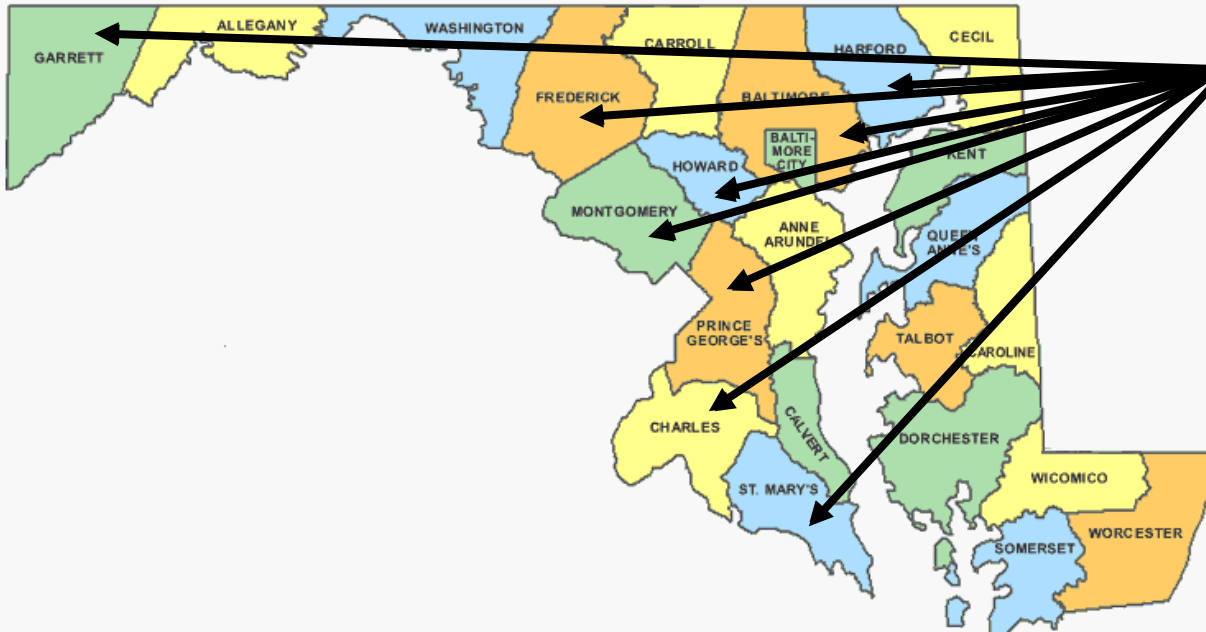 ALLEGANY
WASHINGTON
GARRETT
CARROLL
HARFORD
CECIL
FREDERICK
BALTIMORE
BALTI-
MORE
CITY
HOWARD
KENT
MONTGOMERY
ANNE
ARUNDEL
QUEEN
ANNE'S
PRINCE
GEORGE'S
TALBOT
CAROLINE
CHARLES
CALVERT
DORCHESTER
ST. MARY'S
WICOMICO
WORCESTER
SOMERSET